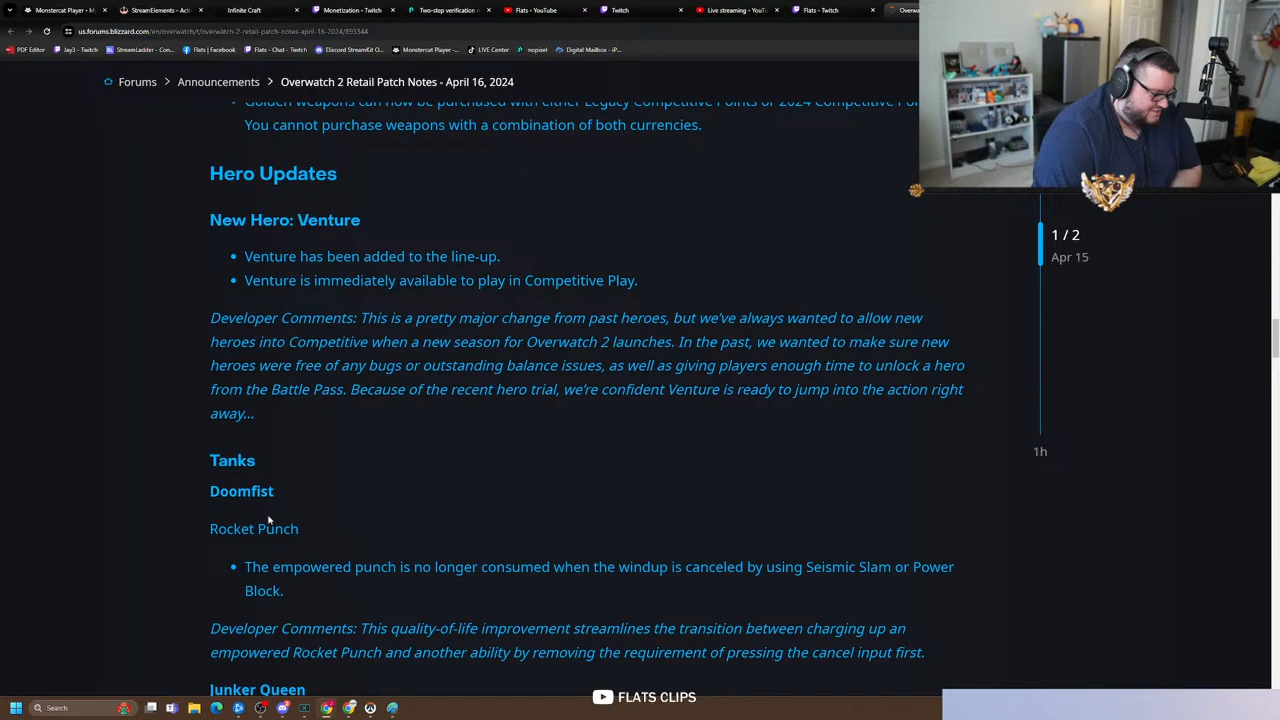 Monstercat Player - M
StreamElements - Acti
Infinite Craft
Monetization - Twitch
Two-step verification
Flats - YouTube
Twitch
Live streaming - YouTu
Flats - Twitch
Overw
us.forums.blizzard.com/en/overwatch/t/overwatch-2-retail-patch-notes-april-16-2024/893344
PDF Editor
Jay3 - Twitch
StreamLadder - Con...
Flats | Facebook
Flats - Chat - Twitch
Discord StreamKit O...
Monstercat Player -...
LIVE Center
nopixel
Digital Mailbox - iP...
Forums > Announcements > Overwatch 2 Retail Patch Notes - April 16, 2024
Golden weapons can now be purchased with either Legacy Competitive Points or 2024 Competitive Poi
You cannot purchase weapons with a combination of both currencies.
Hero Updates
New Hero: Venture
1 / 2
Apr 15
• Venture has been added to the line-up.
• Venture is immediately available to play in Competitive Play.
Developer Comments: This is a pretty major change from past heroes, but we've always wanted to allow new
heroes into Competitive when a new season for Overwatch 2 launches. In the past, we wanted to make sure new
heroes were free of any bugs or outstanding balance issues, as well as giving players enough time to unlock a hero
from the Battle Pass. Because of the recent hero trial, we're confident Venture is ready to jump into the action right
away...
1h
Tanks
Doomfist
Rocket Punch
• The empowered punch is no longer consumed when the windup is canceled by using Seismic Slam or Power
Block.
Developer Comments: This quality-of-life improvement streamlines the transition between charging up an
empowered Rocket Punch and another ability by removing the requirement of pressing the cancel input first.
Junker Queen
FLATS CLIPS
Search